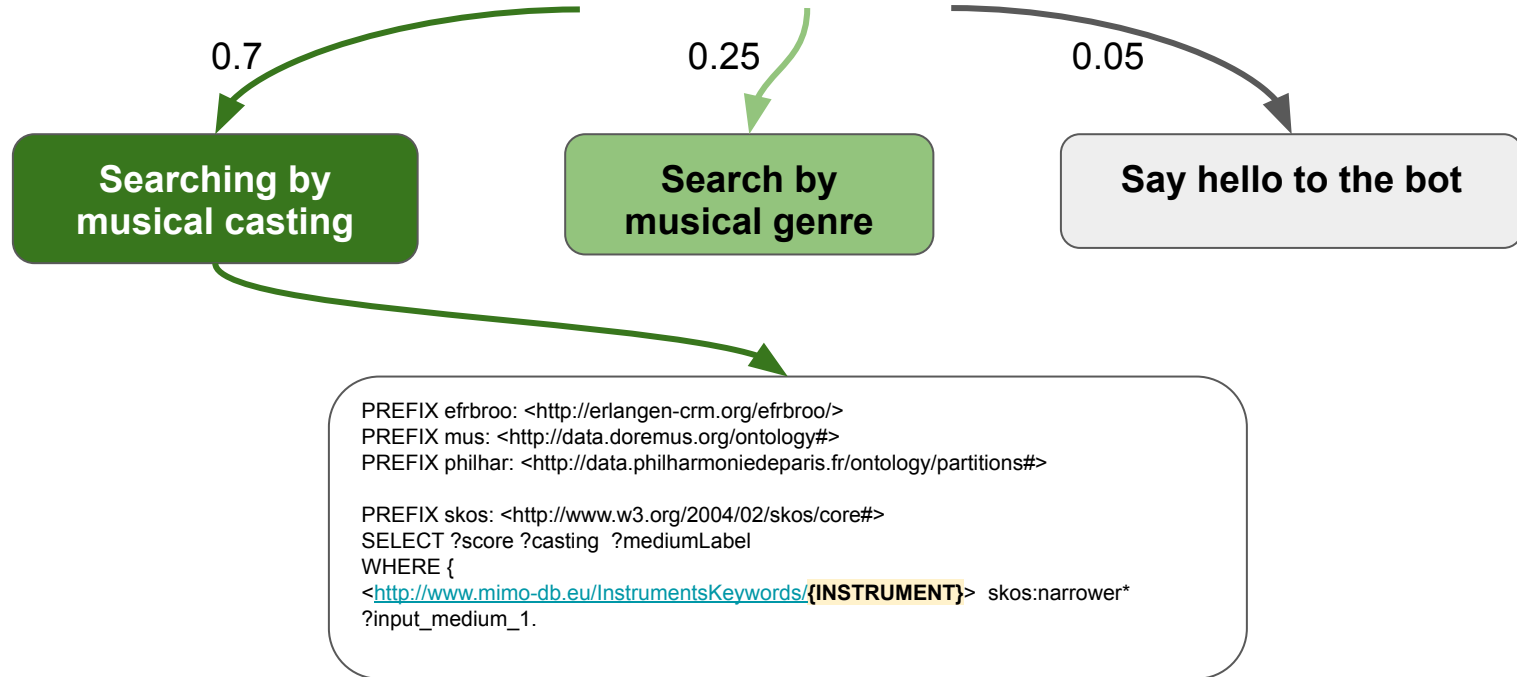 0.7
0.25
0.05
Searching by
musical casting
Search by
musical genre
Say hello to the bot
PREFIX efrbroo: <http://erlangen-crm.org/efrbroo/>
PREFIX mus: <http://data.doremus.org/ontology#>
PREFIX philhar: <http://data.philharmoniedeparis.fr/ontology/partitions#>
PREFIX skos: <http://www.w3.org/2004/02/skos/core#>
SELECT ?score ?casting ?mediumLabel
WHERE {
<http://www.mimo-db.eu/InstrumentsKeywords/{INSTRUMENT}> skos:narrower*
?input_medium_1.